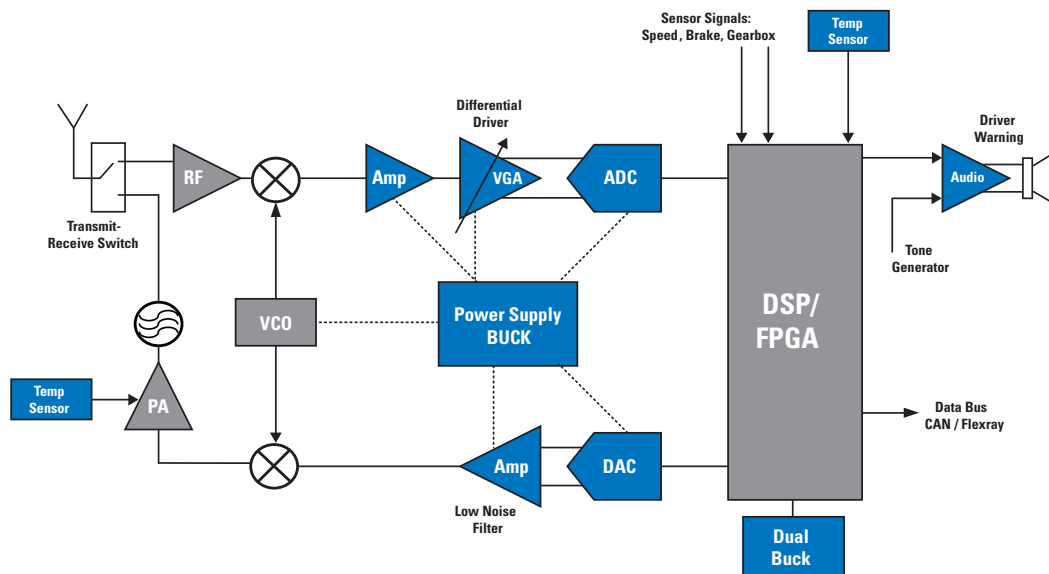 Sensor Signals:
Speed, Brake, Gearbox
Temp
Sensor
Differential
Driver
Driver
Warning
RF
Amp
VGA
ADC
Audio
Transmit-
Receive Switch
Tone
Generator
VCO
Power Supply
BUCK
DSP/
FPGA
Temp
Sensor
PA
Data Bus
CAN / Flexray
Amp
DAC
Low Noise
Filter
Dual
Buck